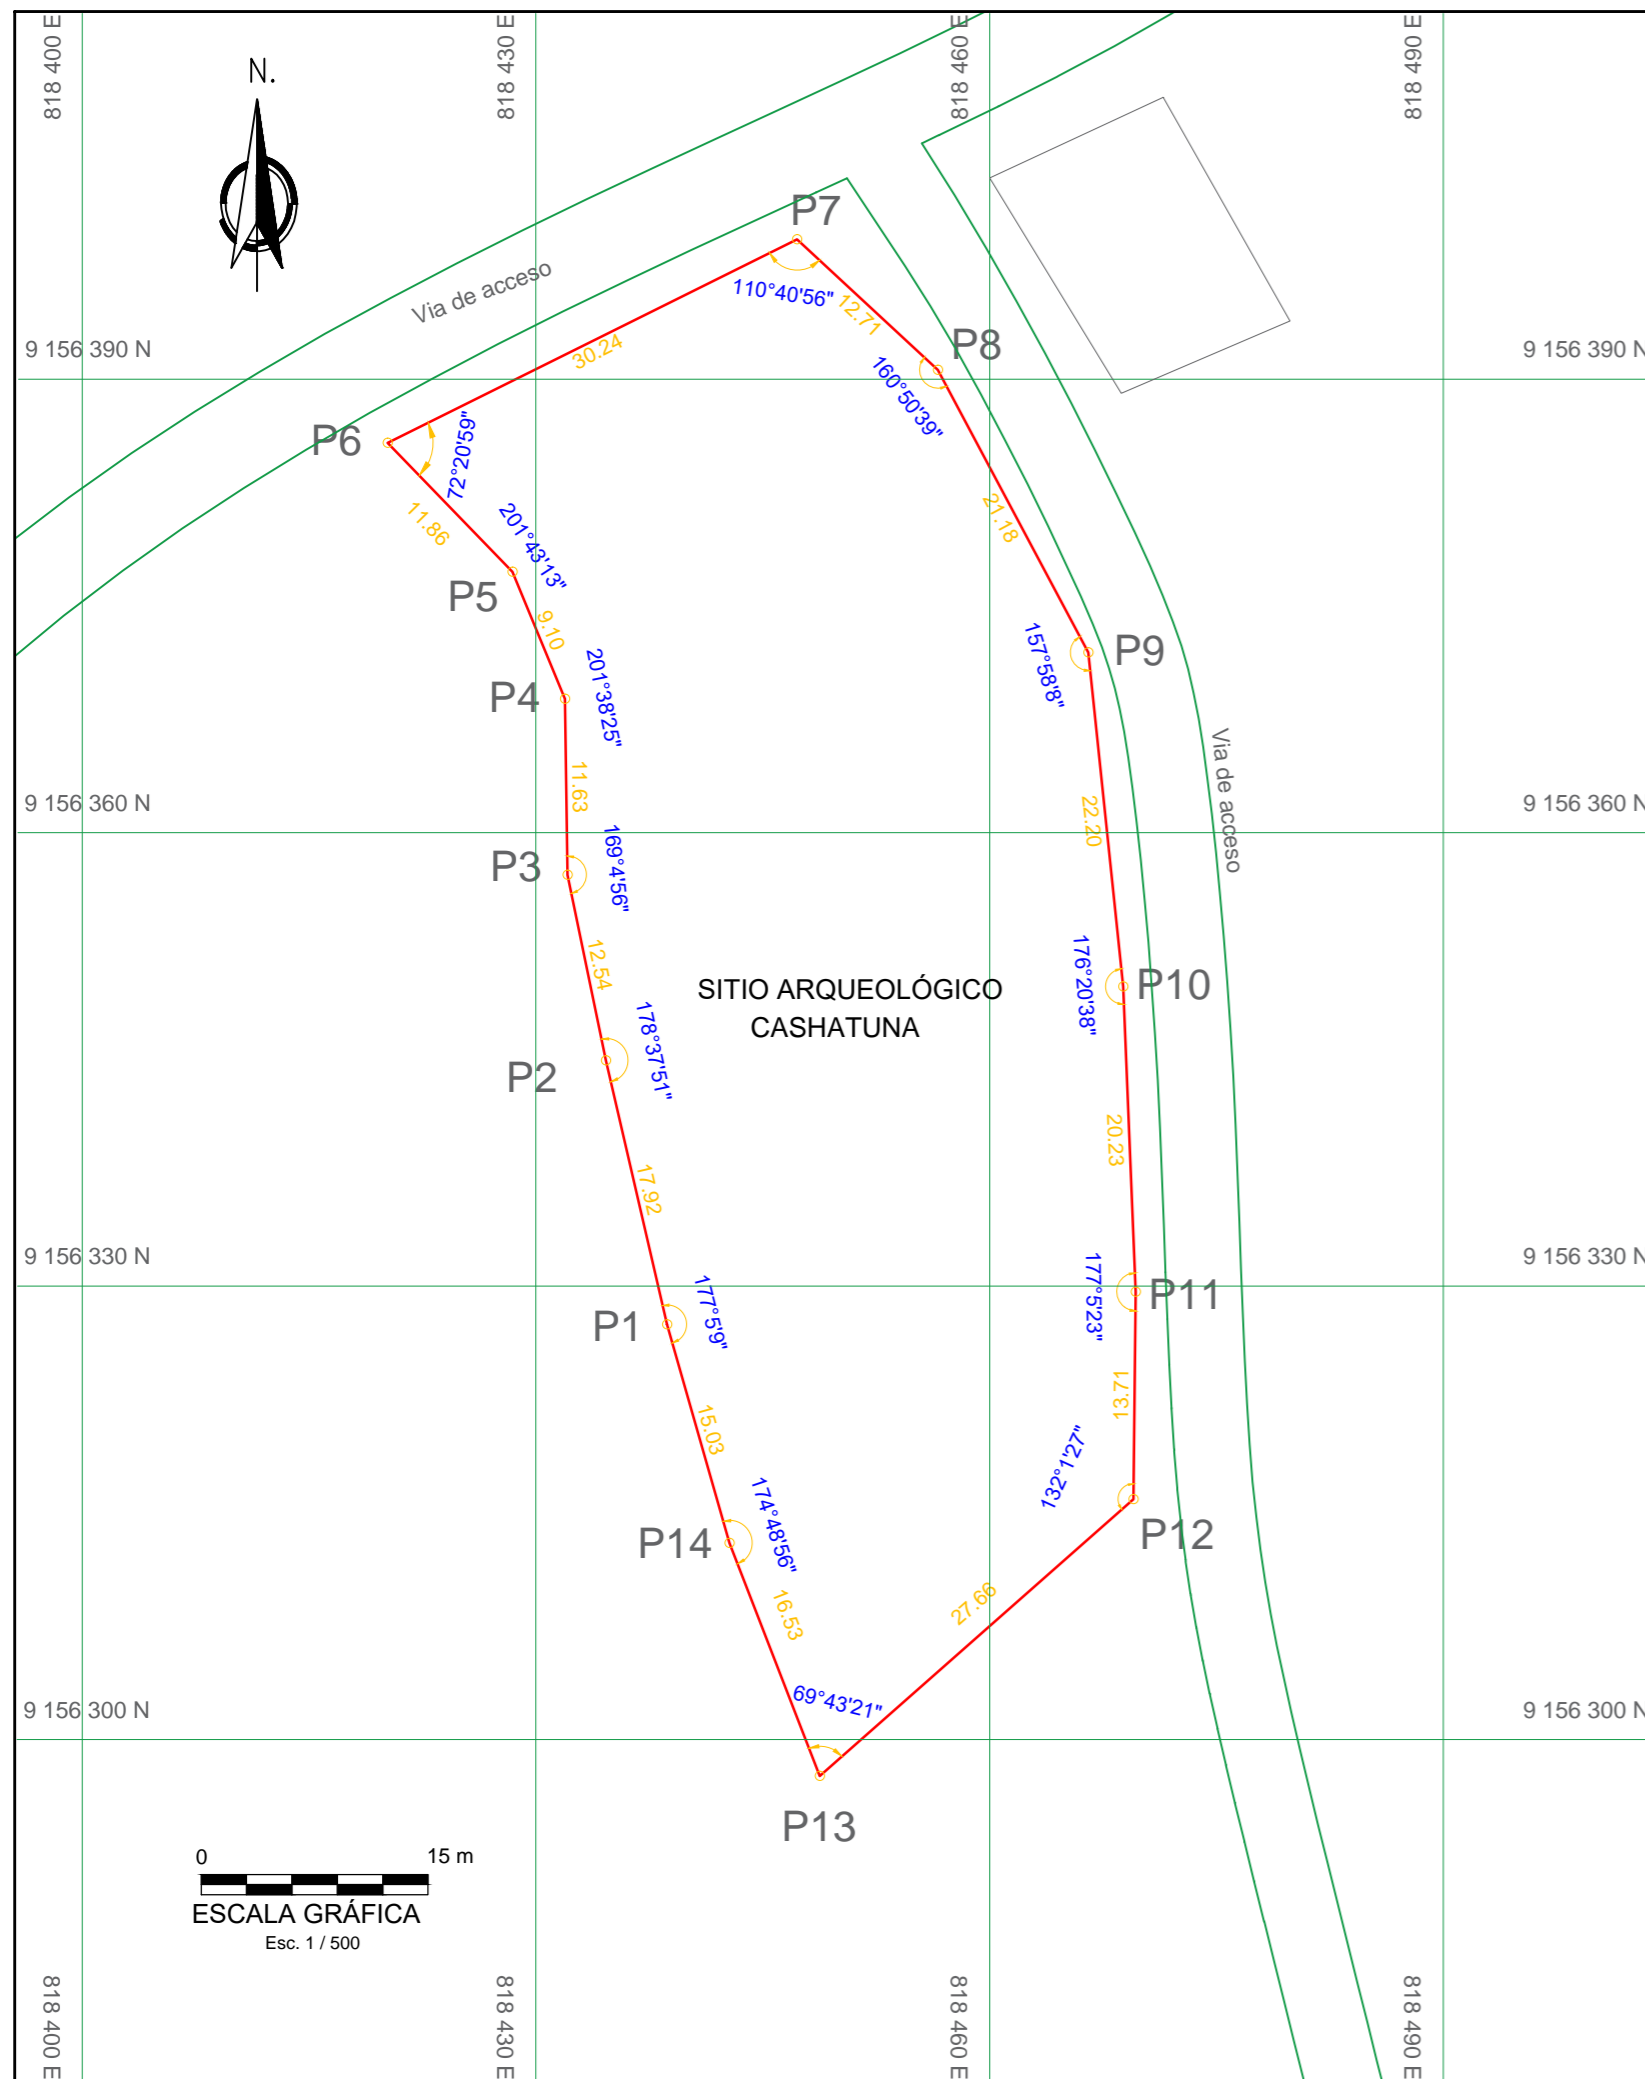 818 400 E
818 430 E
818 460 E
818 490 E
N.
P7
Via de acceso
110°40'56"
12.71
P8
9 156 390 N
9 156 390 N
30.24
160°50'39"
P6
72°20'59"
11.86
201°43'13"
21.18
P5
9.10
157°58'8"
P9
P4
201°38'25"
Via de acceso
11.63
22.20
9 156 360 N
9 156 360 N
P3
169°4'56"
12.54
176°20'38"
P10
SITIO ARQUEOLÓGICO
CASHATUNA
P2
178°37'51"
20.23
17.92
9 156 330 N
9 156 330 N
177°5'23"
P11
P1
177°5'9"
13.71
15.03
132°1'27"
P14
174°48'56"
P12
16.53
27.66
69°43'21"
9 156 300 N
9 156 300 N
P13
0 15 m
ESCALA GRÁFICA
Esc. 1 / 500
818 400 E
818 430 E
818 460 E
818 490 E